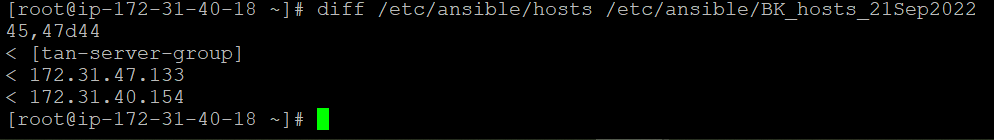 [root@ip-172-31-40-18 ~]# diff /etc/ansible/hosts /etc/ansible/BK_hosts_21Sep2022
45,47d44
< [tan-server-group]
< 172.31.47.133
< 172.31.40.154
[root@ip-172-31-40-18 ~]#